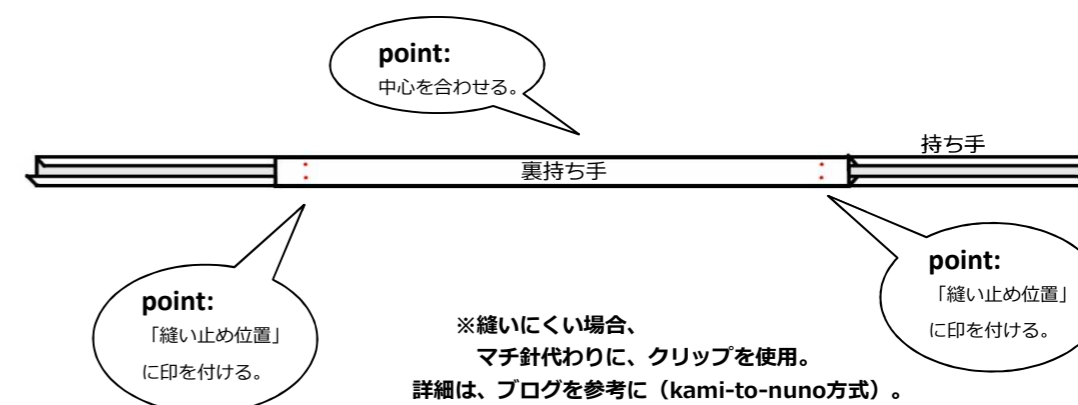 point:
中心を合わせる。
持ち手
裏持ち手
point:
「縫い止め位置」
に印を付ける。
point:
「縫い止め位置」
に印を付ける。
※縫いにくい場合、
マチ針代わりに、クリップを使用。
詳細は、ブログを参考に（kami-to-nuno方式）。